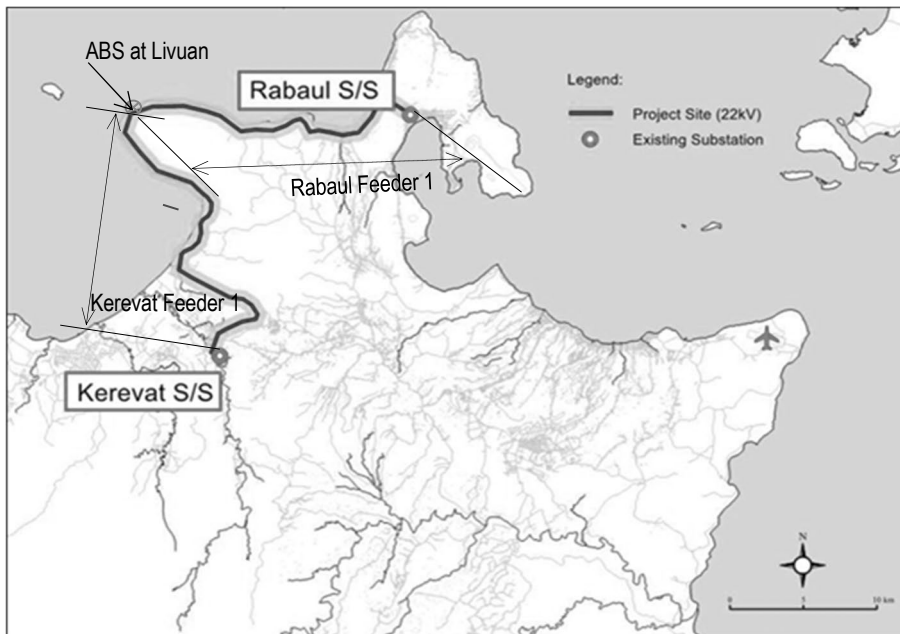 ABS at Livuan
Rabaul S/S
Legend:
Project Site (22kV)
Existing Substation
Rabaul Feeder 1
Kerevat Feeder 1
Kerevat S/S
N
0 5 10 km